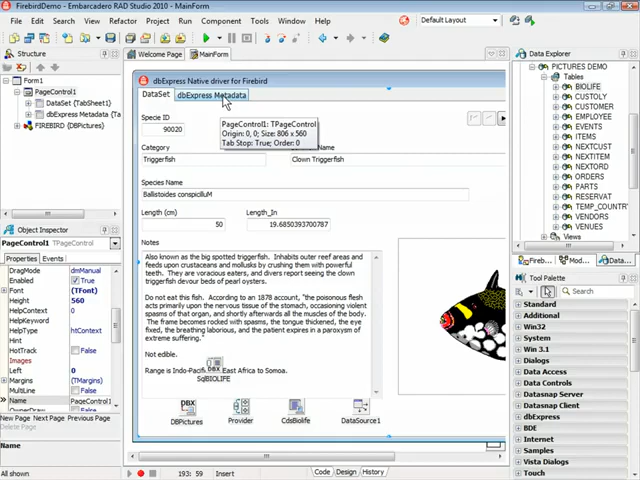 FirebirdDemo - Embarcadero RAD Studio 2010 - MainForm
File Edit Search View Refactor Project Run Component Tools Window Help
Default Layout
Structure
Welcome Page
MainForm
Data Explorer
Form1
PageControl1
DataSet {TabSheet1}
dbExpress Metadata {Ta
FIREBIRD {DBPictures}
dbExpress Native driver for Firebird
DataSet
dbExpress Metadata
Specie ID
90020
PageControl1: TPageControl
Origin: 0, 0; Size: 806 x 560
Tab Stop: True; Order: 0
Category
Name
Triggerfish
Clown Triggerfish
Species Name
Ballistoides conspicilluM
Length (cm)
50
Length_In
19.6850393700787
Notes
Also known as the big spotted triggerfish. Inhabits outer reef areas and
feeds upon crustaceans and mollusks by crushing them with powerful
teeth. They are voracious eaters, and divers report seeing the clown
triggerfish devour beds of pearl oysters.
Do not eat this fish. According to an 1878 account, "the poisonous flesh
acts primarily upon the nervous tissue of the stomach, occasioning violent
spasms of that organ, and shortly afterwards all the muscles of the body.
The frame becomes rocked with spasms, the tongue thickened, the eye
fixed, the breathing laborious, and the patient expires in a paroxysm of
extreme suffering.
Not edible.
Range is Indo-Pacifi East Africa to Somoa.
DBX
SqlBIOLIFE
DBX
DBPictures
Provider
CdsBiolife
DataSource1
Object Inspector
PageControl1 TPageControl
Properties Events
DragMode dmManual
Enabled True
Font (TFont)
Height 560
HelpContext 0
HelpKeyword
HelpType htContext
Hint
HotTrack False
Images
Left 0
Margins (TMargins)
MultiLine False
Name PageControl1
OwnerDraw
New Page Next Page Previous Page
Delete Page
Name
All shown
193: 59
Insert
Code Design History
PICTURES DEMO
Tables
BIOLIFE
CUSTOLY
CUSTOMER
EMPLOYEE
EVENTS
ITEMS
NEXTCUST
NEXTITEM
NEXTORD
ORDERS
PARTS
RESERVAT
TEMP_COUNTR
VENDORS
VENUES
Views
Fireb...
Mod...
Data...
Tool Palette
Search
Standard
Additional
Win32
System
Win 3.1
Dialogs
Data Access
Data Controls
Datasnap Server
Datasnap Client
dbExpress
BDE
Internet
Samples
Vista Dialogs
Touch